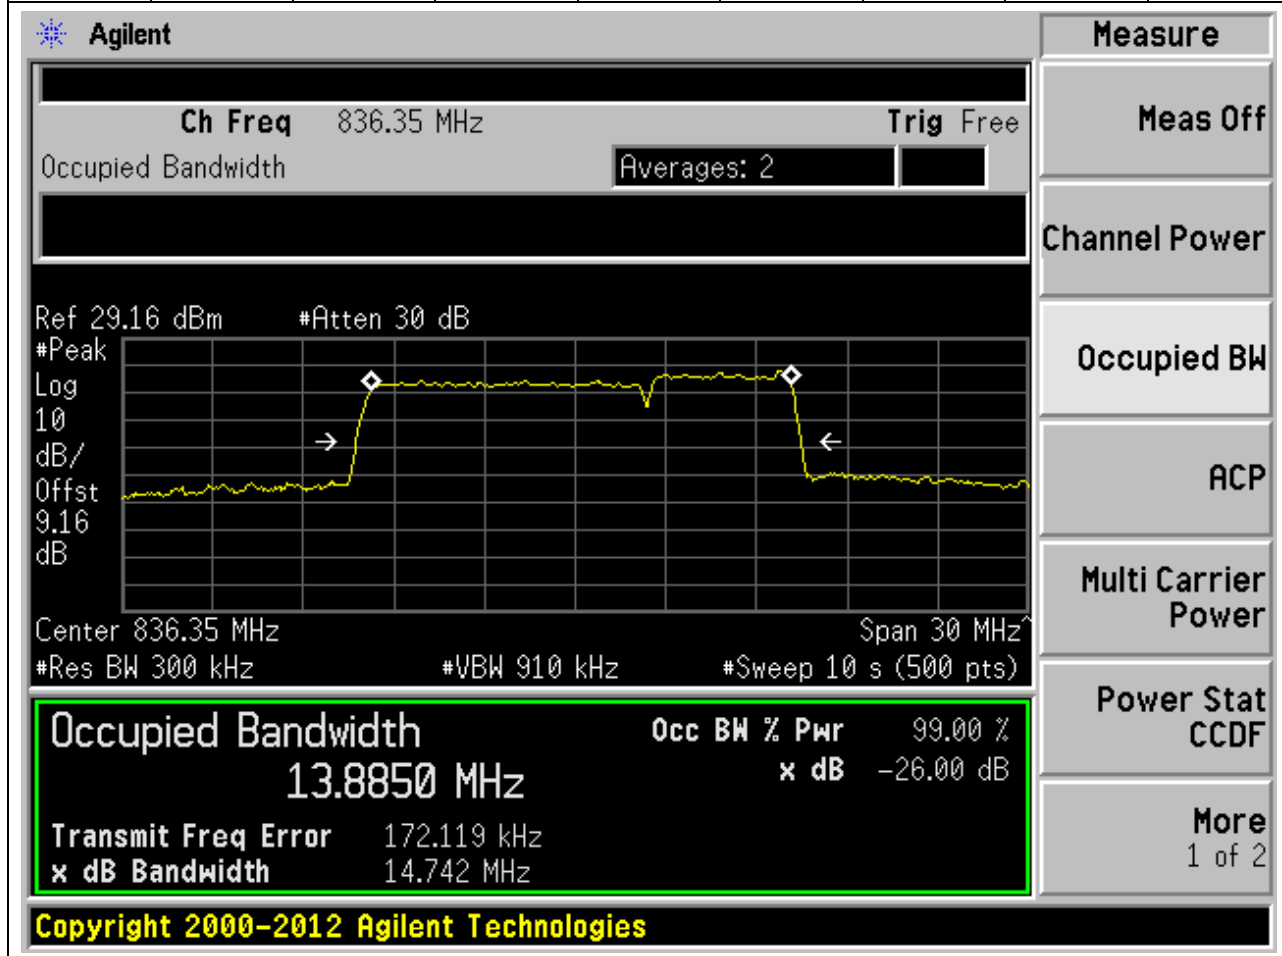 Agilent
Measure
Ch Freq 836.35 MHz Trig Free
Meas Off
Occupied Bandwidth Averages: 2
Channel Power
Ref 29.16 dBm #Atten 30 dB
#Peak
Log
10
dB/
Offst
9.16
dB
Occupied BW
ACP
Multi Carrier
Power
Center 836.35 MHz Span 30 MHz^
#Res BW 300 kHz #VBW 910 kHz #Sweep 10 s (500 pts)
Power Stat
CCDF
Occupied Bandwidth Occ BW % Pwr 99.00 %
13.8850 MHz x dB -26.00 dB
Transmit Freq Error 172.119 kHz
x dB Bandwidth 14.742 MHz
More
1 of 2
Copyright 2000-2012 Agilent Technologies